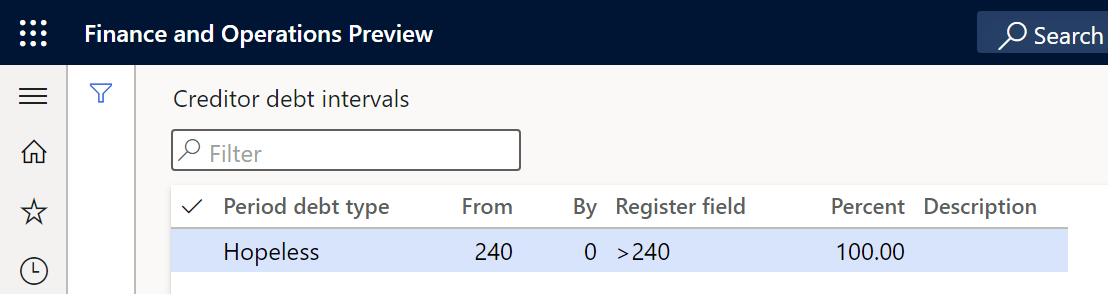 Finance and Operations Preview
Search
Creditor debt intervals
Filter
Period debt type From By Register field Percent Description
Hopeless 240 0 >240 100.00